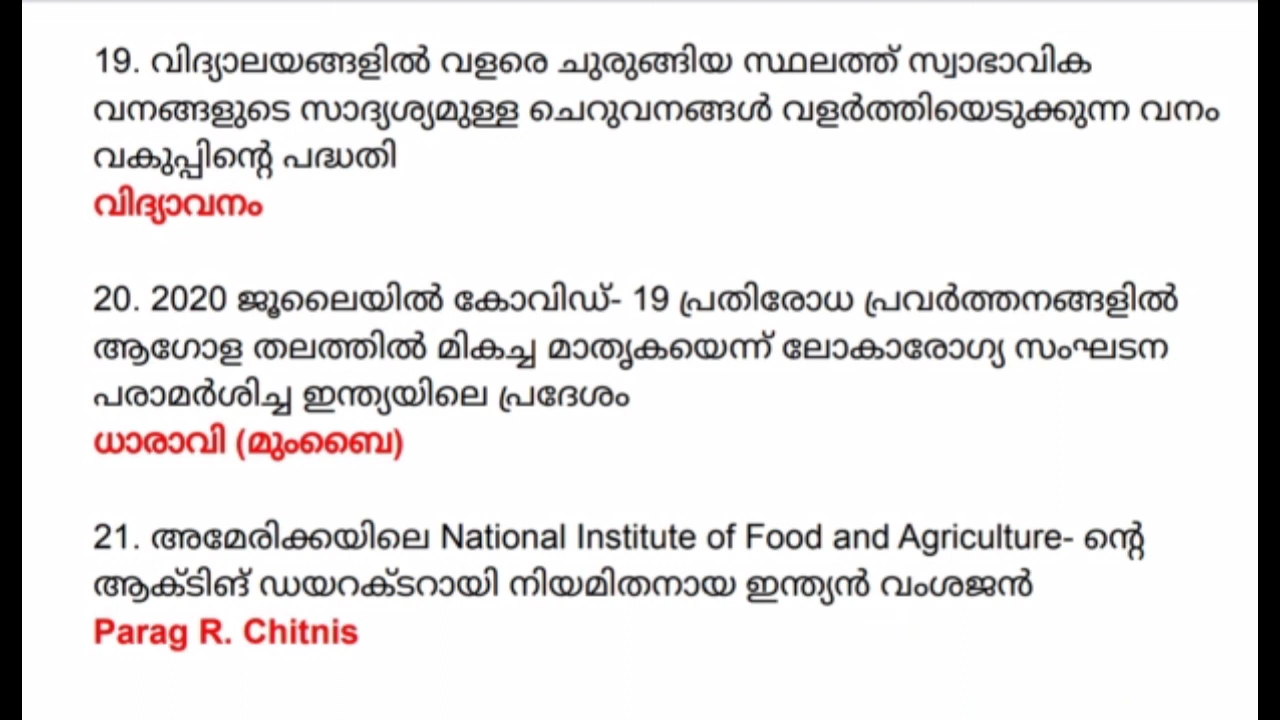 19. വിദ്യാലയങ്ങളിൽ വളരെ ചുരുങ്ങിയ സ്ഥലത്ത് സ്വാഭാവിക
വനങ്ങളുടെ സാദ്യശ്യമുള്ള ചെറുവനങ്ങൾ വളർത്തിയെടുക്കുന്ന വനം
വകുപ്പിന്റെ പദ്ധതി
വിദ്യാവനം
20. 2020 ജൂലൈയിൽ കോവിഡ്- 19 പ്രതിരോധ പ്രവർത്തനങ്ങളിൽ
ആഗോള തലത്തിൽ മികച്ച മാതൃകയെന്ന് ലോകാരോഗ്യ സംഘടന
പരാമർശിച്ച ഇന്ത്യയിലെ പ്രദേശം
ധാരാവി (മുംബൈ)
21. അമേരിക്കയിലെ National Institute of Food and Agriculture- ന്റെ
ആക്ടിങ് ഡയറക്ടറായി നിയമിതനായ ഇന്ത്യൻ വംശജൻ
Parag R. Chitnis